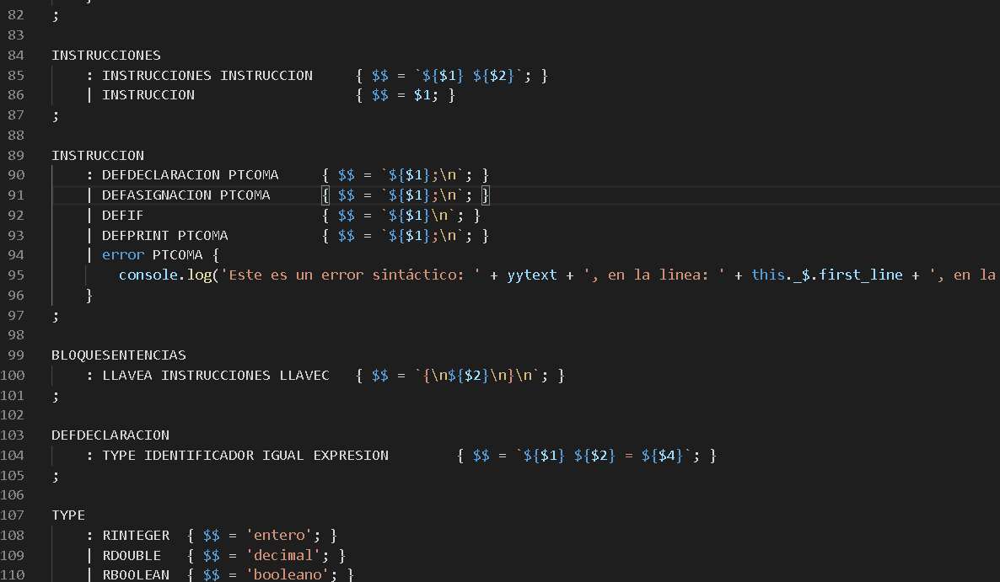 82 ;
83
84 INSTRUCCIONES
85 : INSTRUCCIONES INSTRUCCION { $$ = `${$1} ${$2}`; }
86 | INSTRUCCION { $$ = $1; }
87 ;
88
89 INSTRUCCION
90 : DEFDECLARACION PTCOMA { $$ = `${$1};\n`; }
91 | DEFASIGNACION PTCOMA { $$ = `${$1};\n`; }
92 | DEFIF { $$ = `${$1}\n`; }
93 | DEFPRINT PTCOMA { $$ = `${$1};\n`; }
94 | error PTCOMA {
95 console.log('Este es un error sintáctico: ' + yytext + ', en la linea: ' + this._$.first_line + ', en la
96 }
97 ;
98
99 BLOQUESENTENCIAS
100 : LLAVEA INSTRUCCIONES LLAVEC { $$ = `{\n${$2}\n}\n`; }
101 ;
102
103 DEFDECLARACION
104 : TYPE IDENTIFICADOR IGUAL EXPRESION { $$ = `${$1} ${$2} = ${$4}`; }
105 ;
106
107 TYPE
108 : RINTEGER { $$ = 'entero'; }
109 | RDOUBLE { $$ = 'decimal'; }
110 | RBOOLEAN { $$ = 'booleano'; }